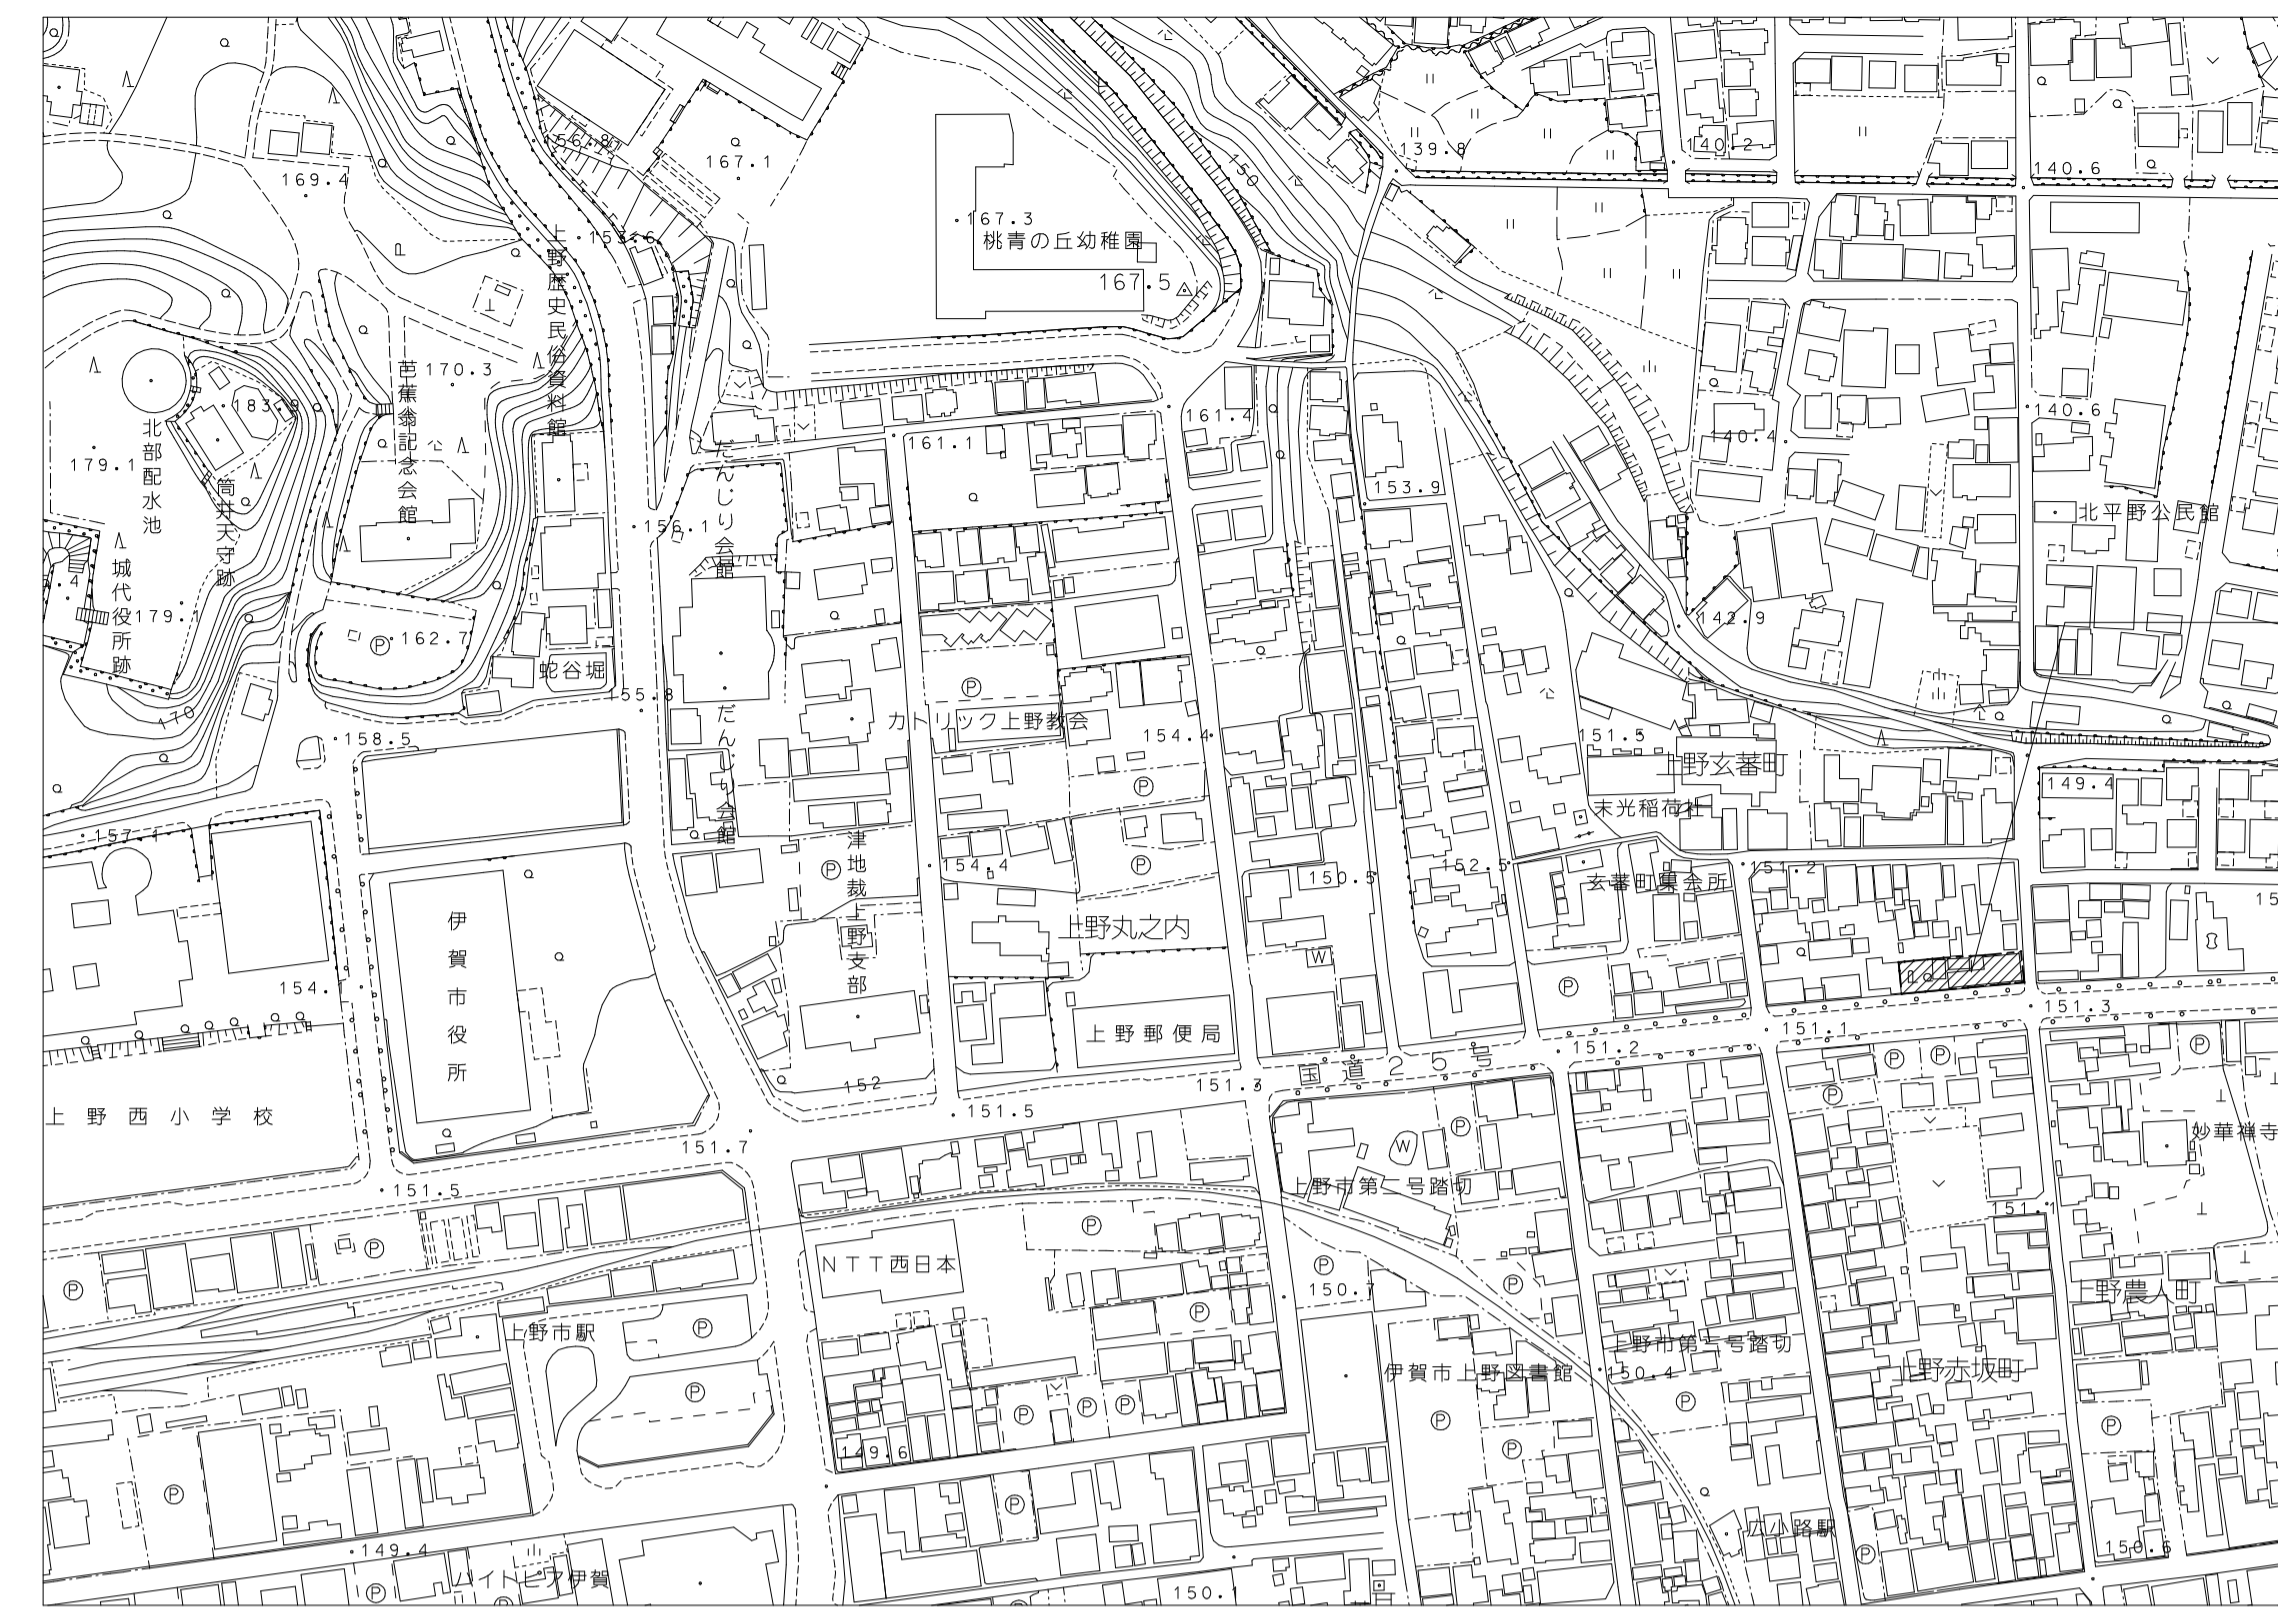 156.8
167.1
139.8
140.2
140.6
169.4
150
167.3
桃青の丘幼稚園
153.6
上野歴史民俗資料館
167.5
170.3
芭蕉翁記念会館
183.9
161.4
140.6
161.1
140.4
179.1
北部配水池
筒井天守跡
だんじり会館
153.9
156.1
北平野公民館
城代役所跡
179.1
142.9
P
162.7
蛇谷堀
155.8
P
170
158.5
だんじり会館
カトリック上野教会
154.4
151.5
上野玄蕃町
149.4
P
末光稲荷社
157.1
津地裁上野支部
P
154.4
P
150.5
152.5
151.2
玄蕃町集会所
伊賀市役所
上野丸之内
W
P
154.1
151.3
上野郵便局
151.1
151.2
国道25号
P
P
P
152
151.3
P
上野西小学校
151.5
P
151.7
W
妙華禅寺
151.5
上野市第二号踏切
151.1
P
P
NTT西日本
P
P
P
150.7
上野農人町
上野市駅
P
P
上野市第三号踏切
伊賀市上野図書館
150.4
上野赤坂町
P
P
P
P
P
P
P
149.6
P
P
P
広小路駅
149.4
P
150.6
ハイトピア伊賀
P
150.1